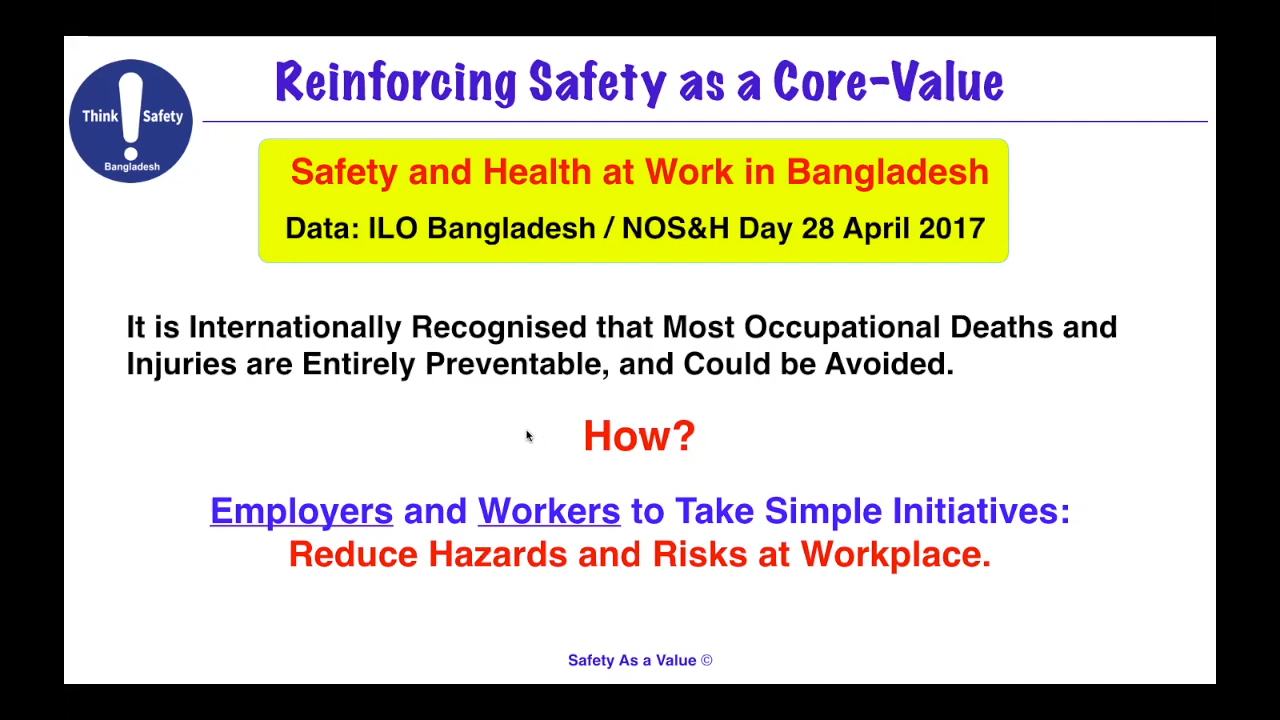 Reinforcing Safety as a Core-Value
Think ! Safety
Bangladesh
Safety and Health at Work in Bangladesh
Data: ILO Bangladesh / NOS&H Day 28 April 2017
It is Internationally Recognised that Most Occupational Deaths and
Injuries are Entirely Preventable, and Could be Avoided.
How?
Employers and Workers to Take Simple Initiatives:
Reduce Hazards and Risks at Workplace.
Safety As a Value ©